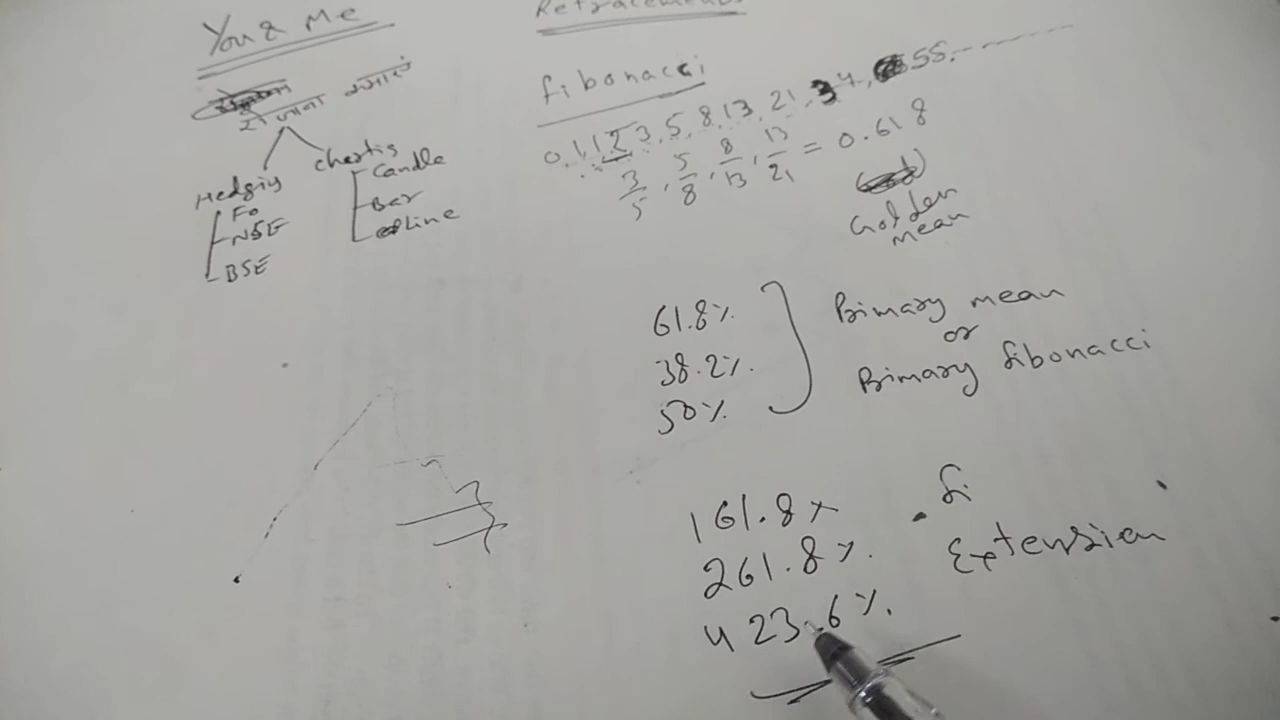 You & Me
Retracement
Hedging
Charting
FO
NSE
BSE
Candle
Bar
Line
fibonacci
0,1,1,2,3,5,8,13,21,34,55,-----
3/5, 5/8, 8/13, 13/21 = 0.618
Golden
mean
61.8%
38.2%
50%
Primary mean
or
Primary fibonacci
161.8%
261.8%
423.6%
fi
Extension